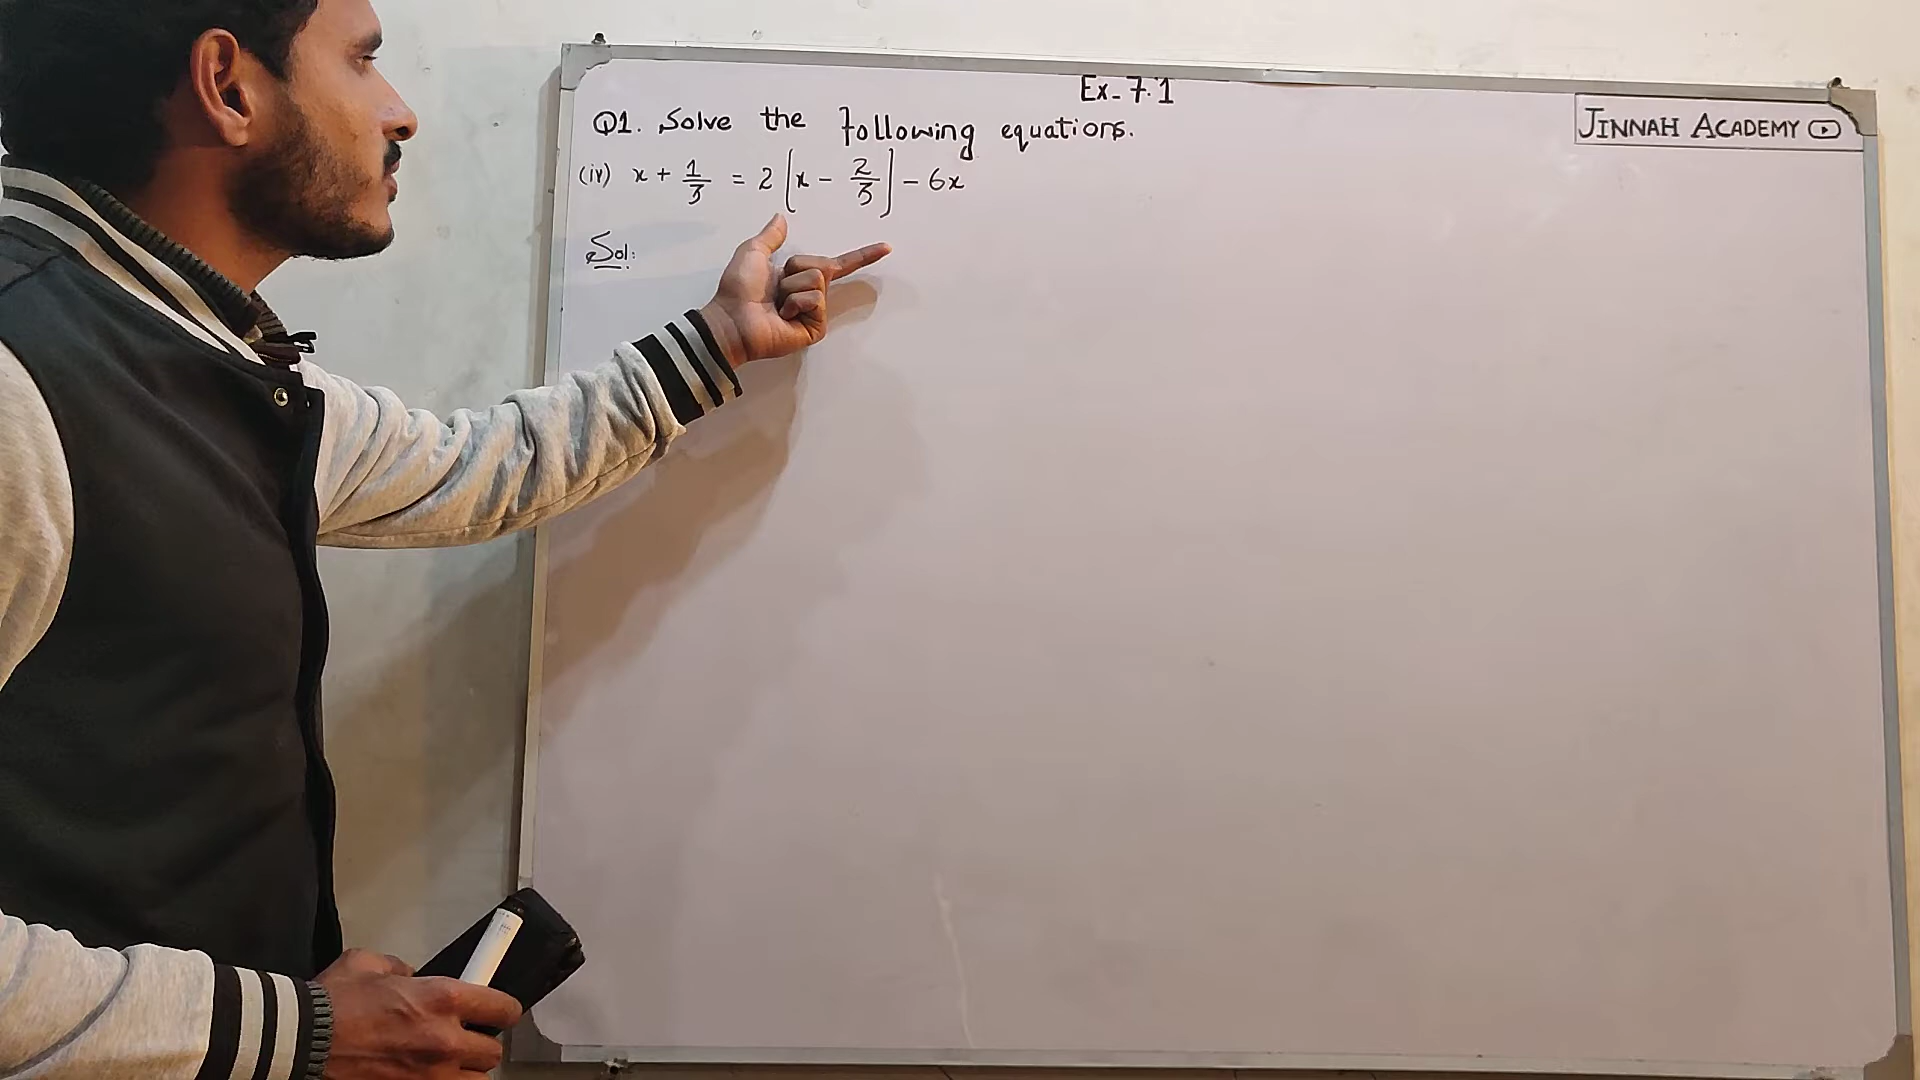 Ex-7.1
JINNAH ACADEMY
Q1. Solve the following equations.
(iv) x + 1/3 = 2 [x - 2/3] - 6x
Sol: